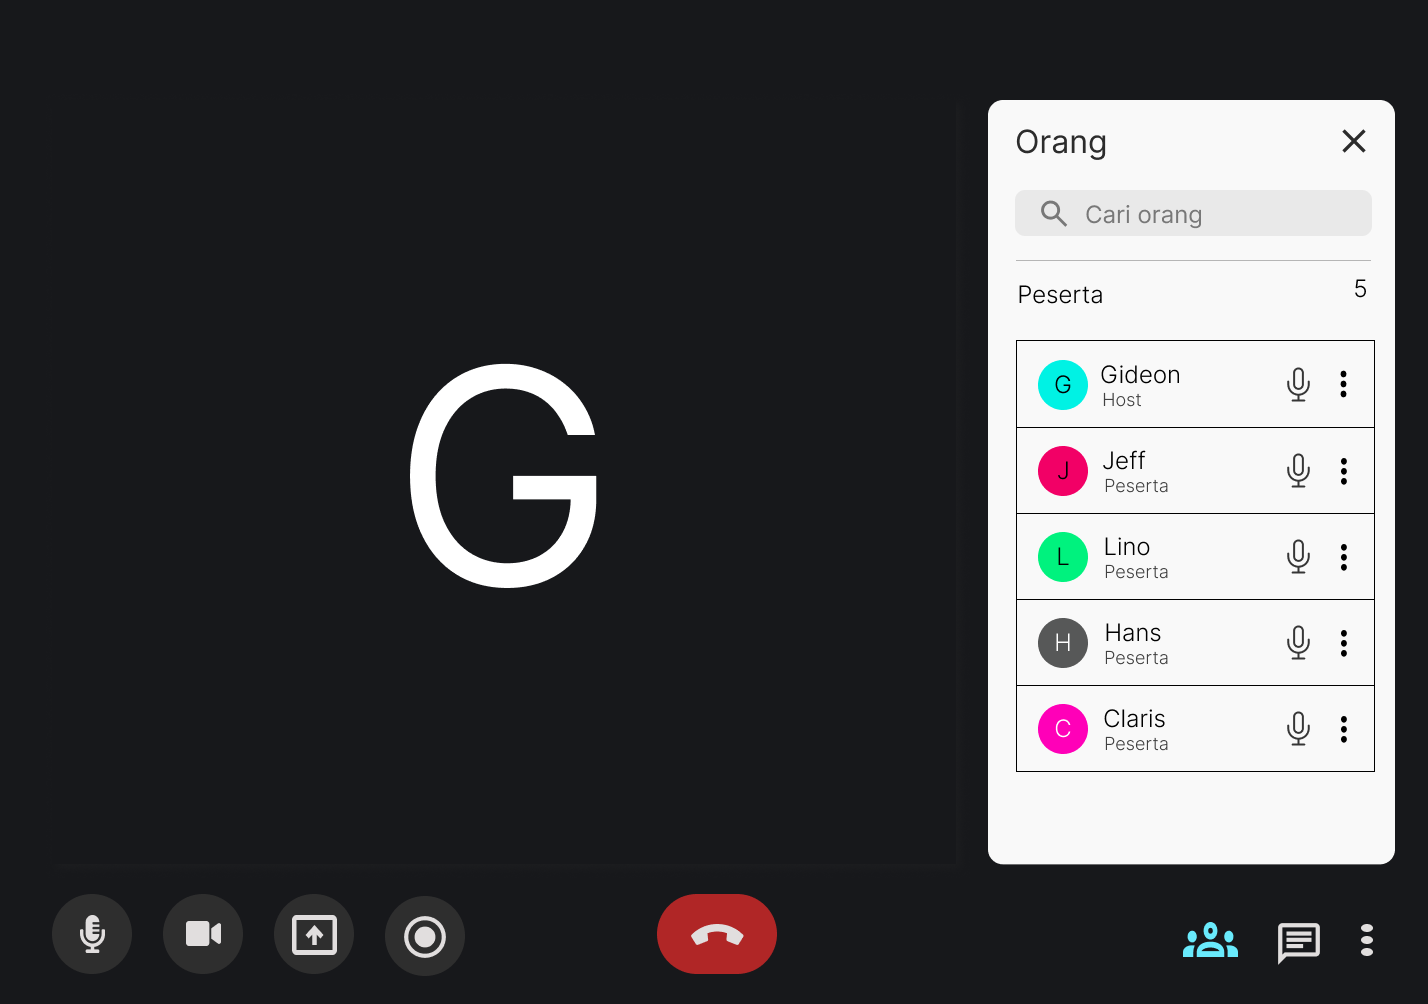 G
Orang
Cari orang
Peserta 5
G Gideon
Host
J Jeff
Peserta
L Lino
Peserta
H Hans
Peserta
C Claris
Peserta